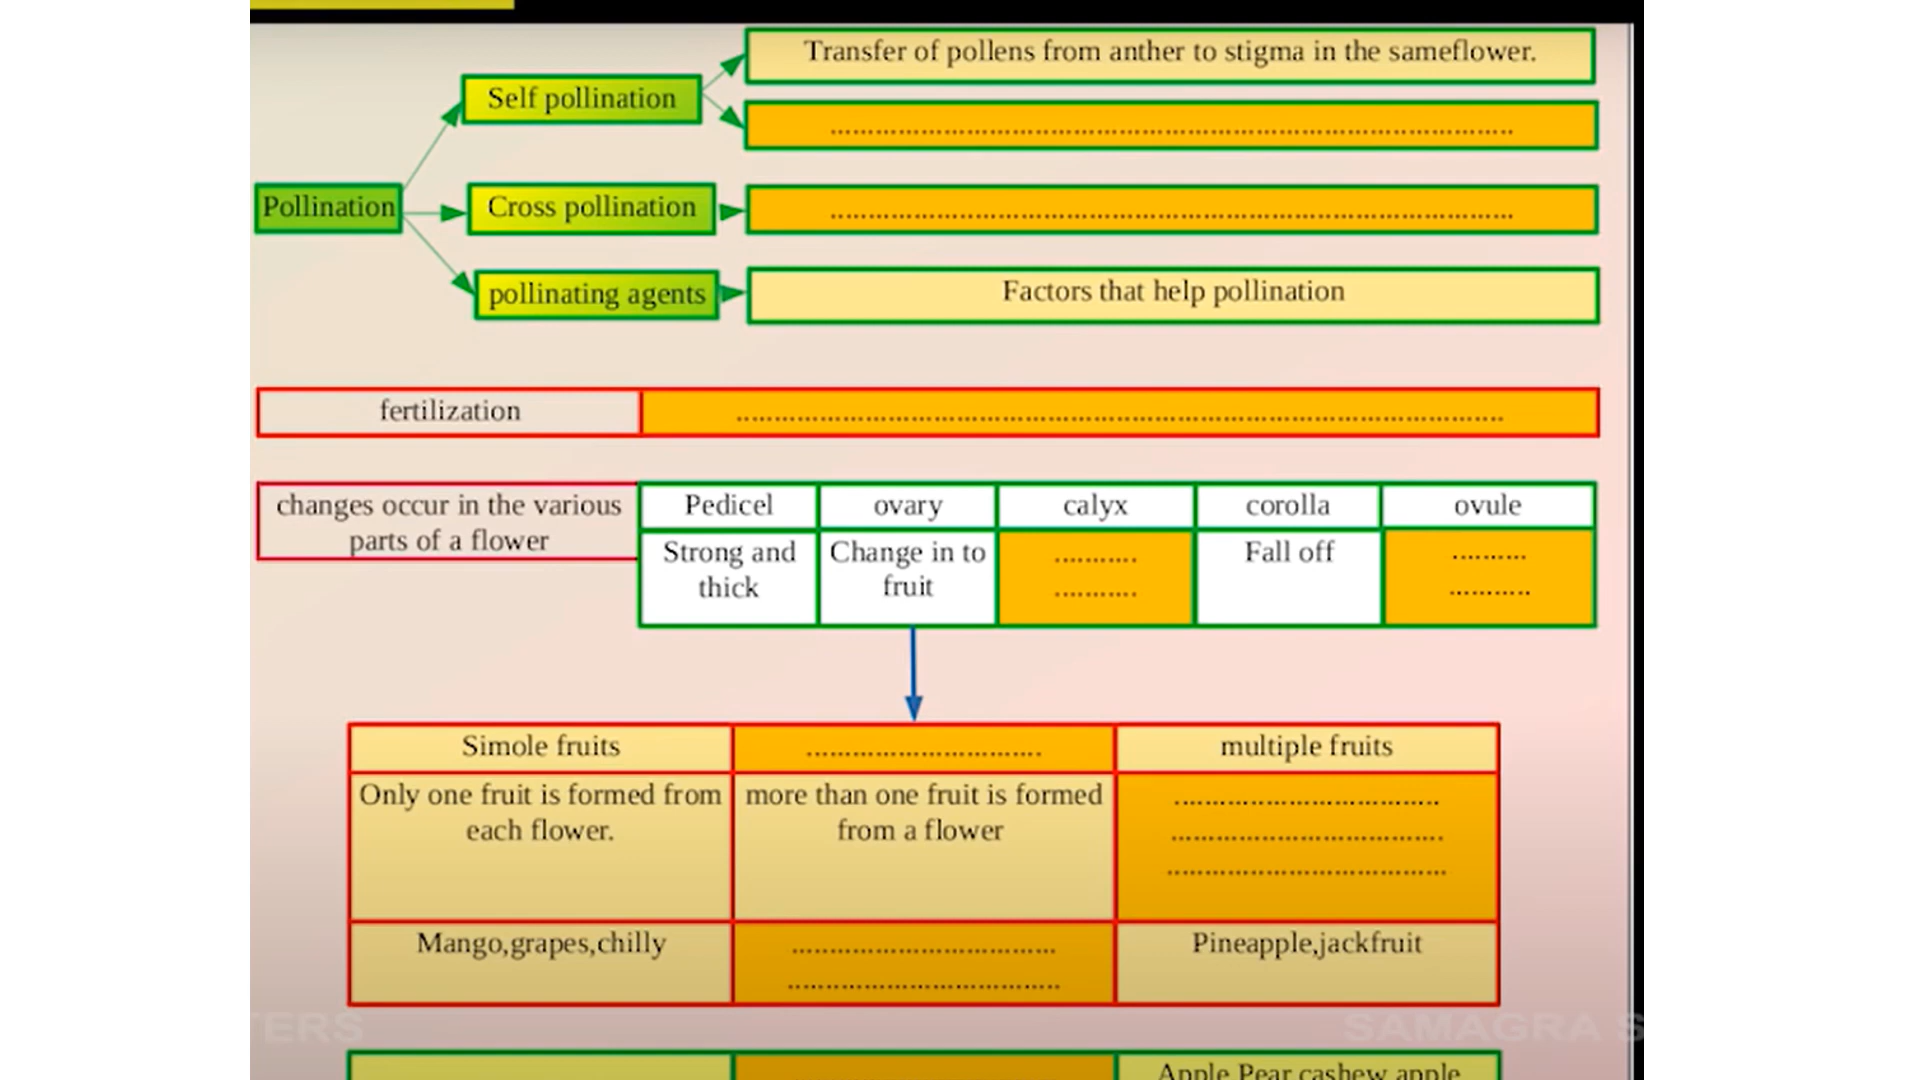 Transfer of pollens from anther to stigma in the sameflower.
Self pollination
................................................................................
Pollination
Cross pollination
................................................................................
pollinating agents
Factors that help pollination
fertilization
................................................................................
changes occur in the various
parts of a flower
Pedicel
ovary
calyx
corolla
ovule
Strong and
thick
Change in to
fruit
...........
...........
Fall off
..........
...........
Simole fruits
...............................
multiple fruits
Only one fruit is formed from
each flower.
more than one fruit is formed
from a flower
...................................
....................................
.....................................
Mango,grapes,chilly
...................................
....................................
Pineapple,jackfruit
TERS
SAMAGRA S
Apple,Pear,cashew apple